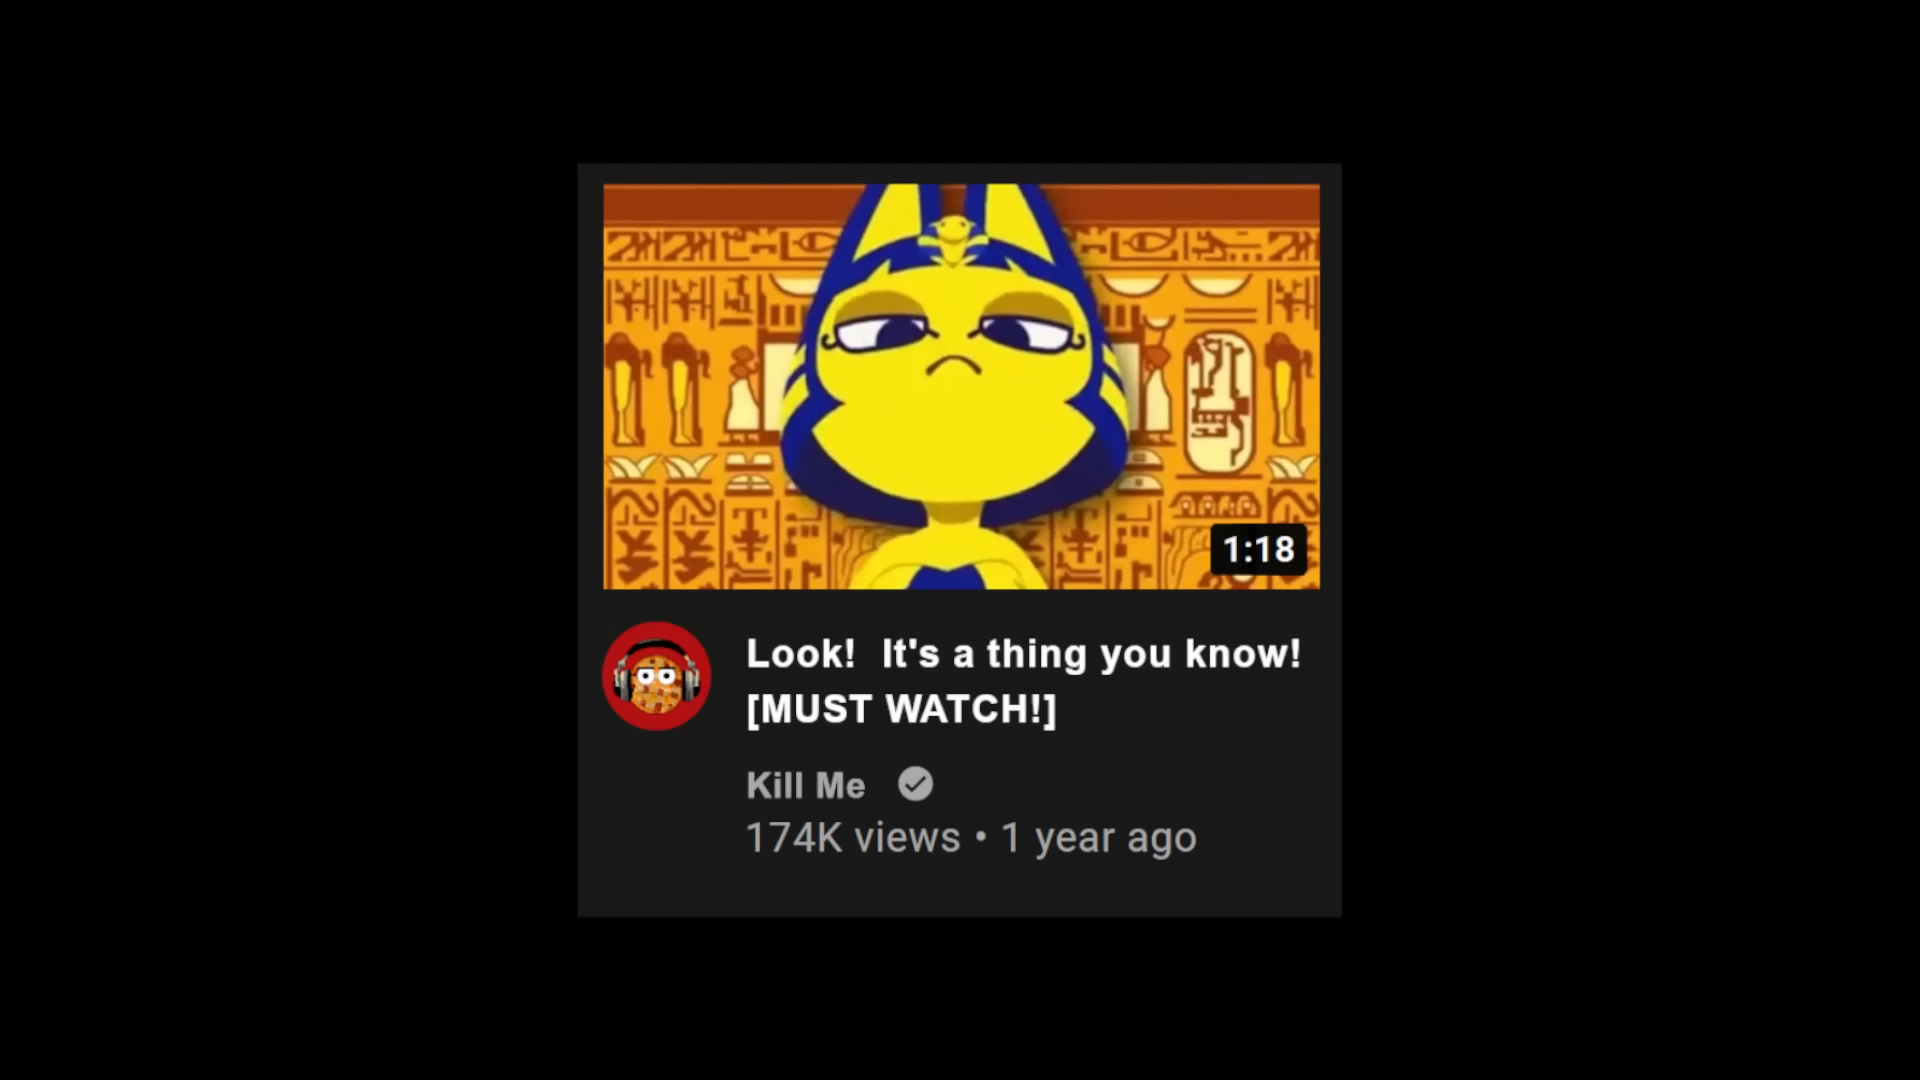 1:18
Look!  It's a thing you know!
[MUST WATCH!]
Kill Me
174K views • 1 year ago